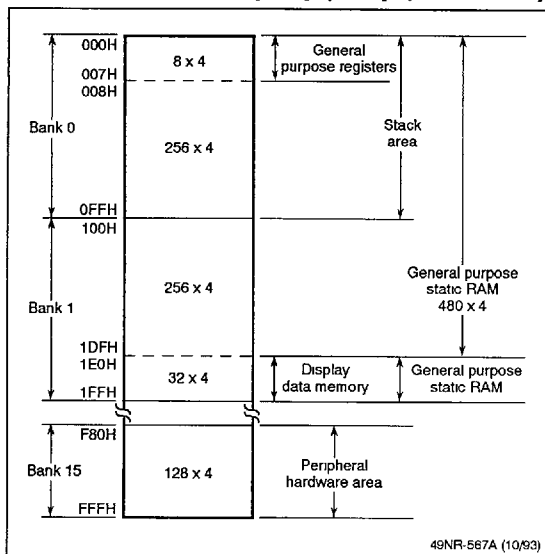 000H
8 x 4
General
purpose registers
007H
008H
Bank 0
256 x 4
Stack
area
0FFH
100H
Bank 1
256 x 4
General purpose
static RAM
480 x 4
1DFH
1E0H
32 x 4
Display
data memory
General purpose
static RAM
1FFH
F80H
Bank 15
128 x 4
Peripheral
hardware area
FFFH
49NR-567A (10/93)